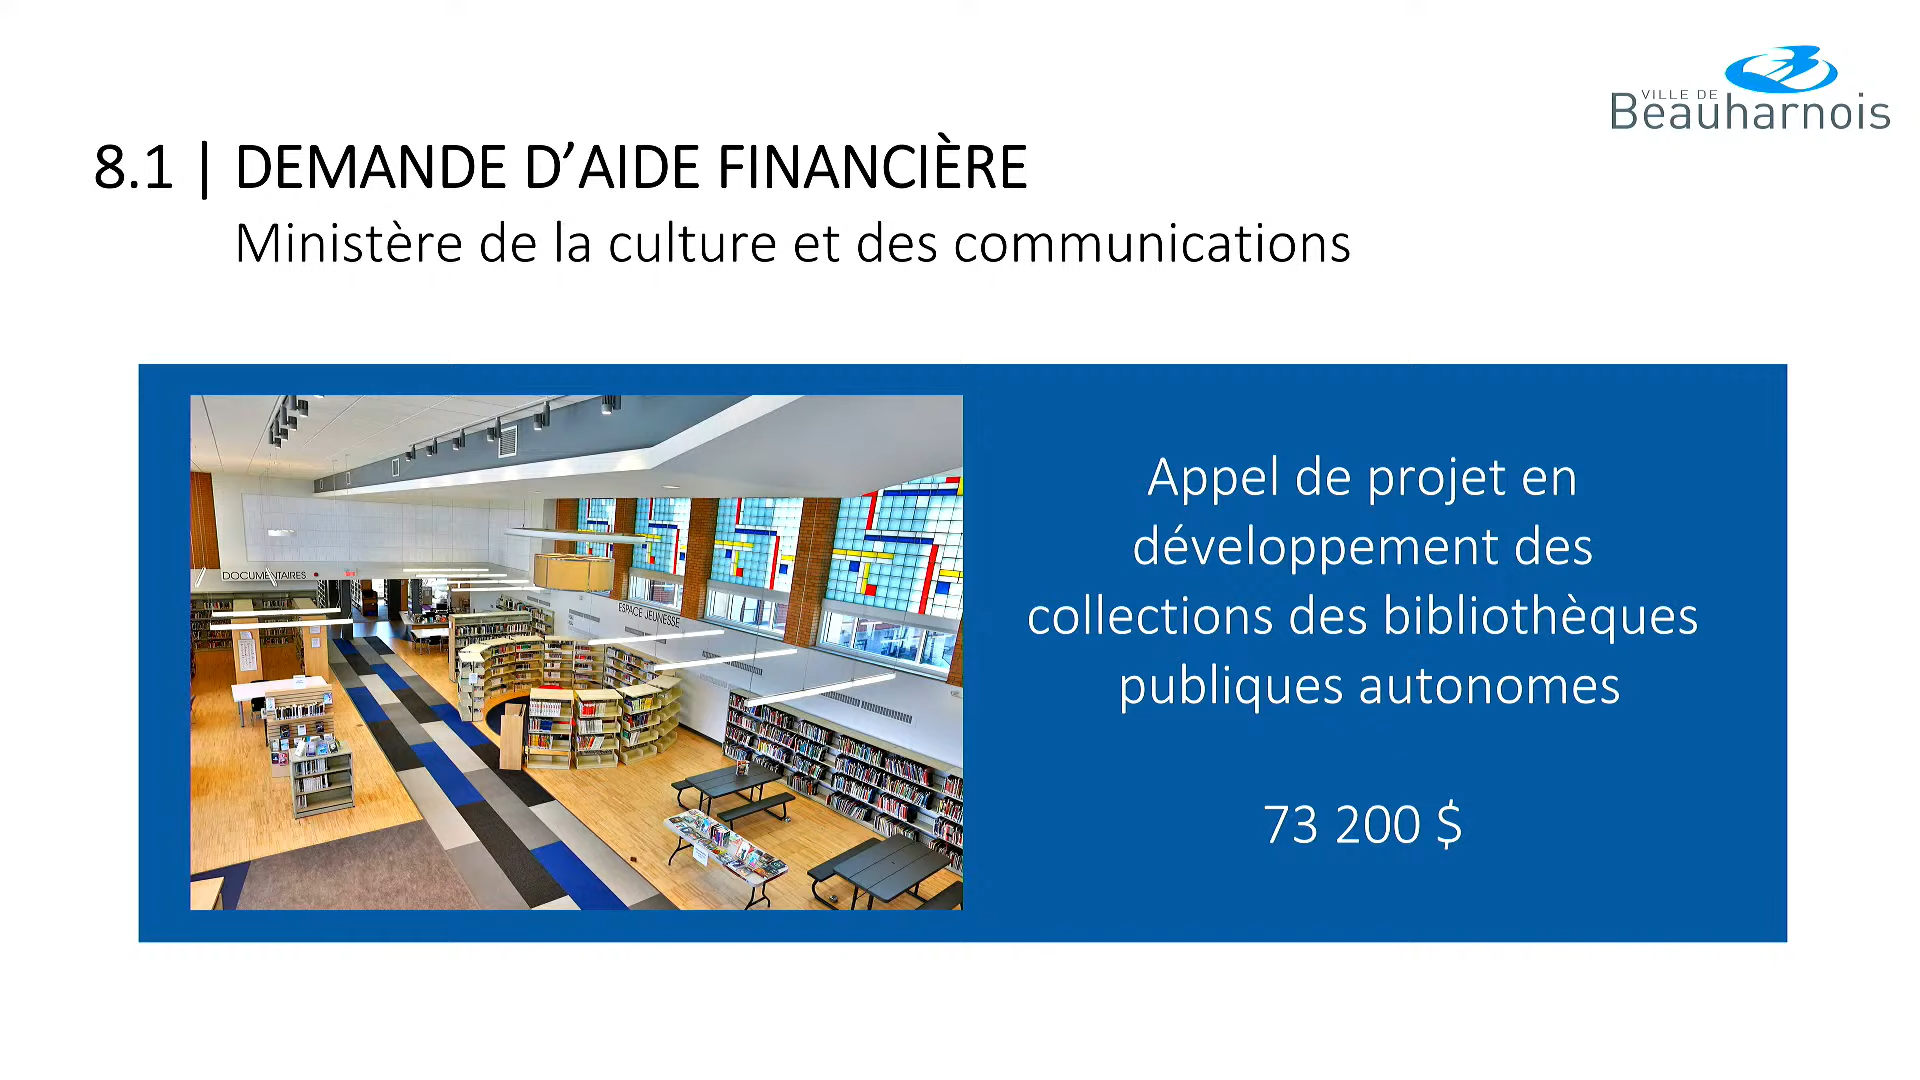 VILLE DE
Beauharnois
8.1 | DEMANDE D’AIDE FINANCIÈRE
Ministère de la culture et des communications
DOCUMENTAIRES
ESPACE JEUNESSE
Appel de projet en
développement des
collections des bibliothèques
publiques autonomes
73 200 $